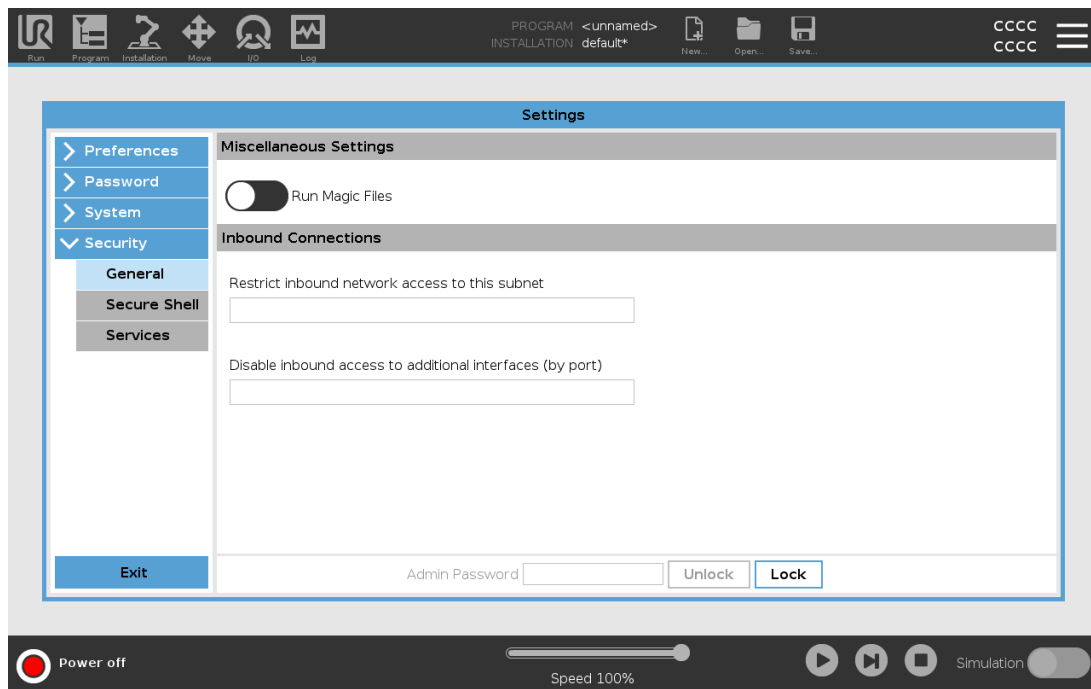 PROGRAM <unnamed>
INSTALLATION default*
CCCC
CCCC
Run Program Installation Move I/O Log New... Open... Save...
Settings
Preferences
Password
System
Security
General
Secure Shell
Services
Exit
Miscellaneous Settings
Run Magic Files
Inbound Connections
Restrict inbound network access to this subnet
Disable inbound access to additional interfaces (by port)
Admin Password Unlock Lock
Power off
Speed 100%
Simulation